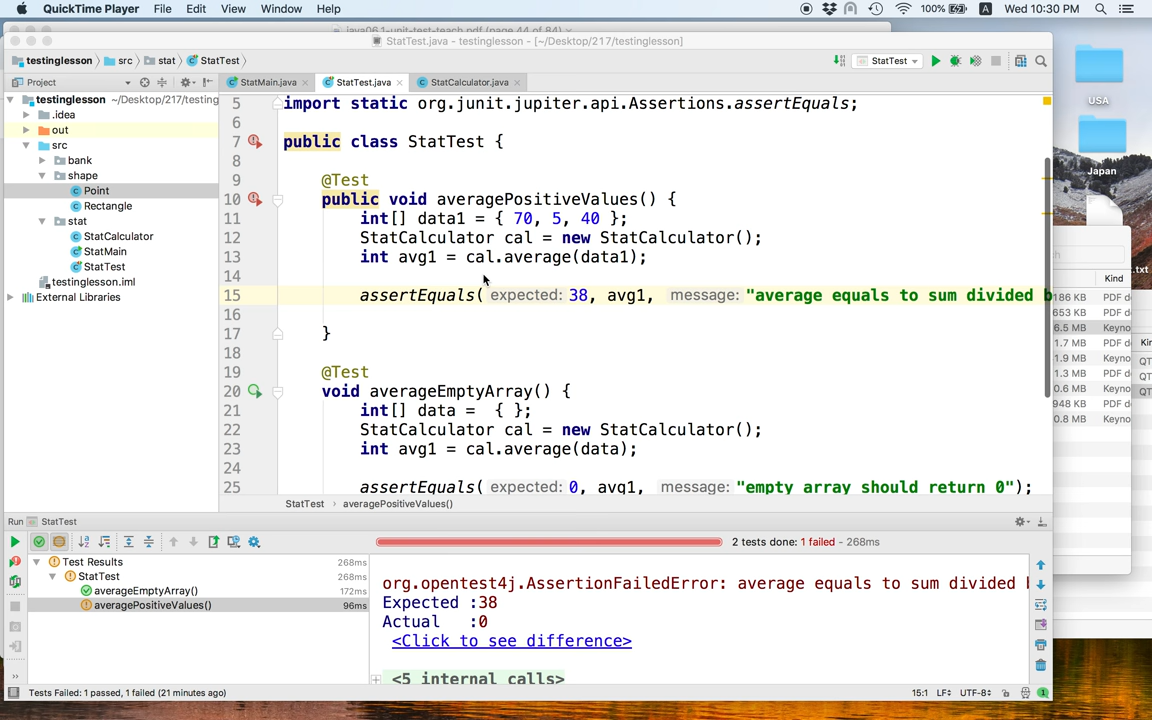 QuickTime Player File Edit View Window Help 100% A Wed 10:30 PM
StatTest.java - testinglesson - [~/Desktop/217/testinglesson]
testinglesson src stat StatTest StatTest
Project StatMain.java StatTest.java StatCalculator.java
testinglesson ~/Desktop/217/testing
.idea
out
src
bank
shape
Point
Rectangle
stat
StatCalculator
StatMain
StatTest
testinglesson.iml
External Libraries
5 import static org.junit.jupiter.api.Assertions.assertEquals;
6
7 public class StatTest {
8
9 @Test
10 public void averagePositiveValues() {
11 int[] data1 = { 70, 5, 40 };
12 StatCalculator cal = new StatCalculator();
13 int avg1 = cal.average(data1);
14
15 assertEquals( expected: 38, avg1, message: "average equals to sum divided b
16
17 }
18
19 @Test
20 void averageEmptyArray() {
21 int[] data = { };
22 StatCalculator cal = new StatCalculator();
23 int avg1 = cal.average(data);
24
25 assertEquals( expected: 0, avg1, message: "empty array should return 0");
StatTest › averagePositiveValues()
Run StatTest
2 tests done: 1 failed - 268ms
Test Results 268ms
StatTest 268ms
averageEmptyArray() 172ms
averagePositiveValues() 96ms
org.opentest4j.AssertionFailedError: average equals to sum divided b
Expected :38
Actual :0
<Click to see difference>
<5 internal calls>
Tests Failed: 1 passed, 1 failed (21 minutes ago) 15:1 LF÷ UTF-8÷ 1
USA
Japan
.txt
Kind
186 KB PDF d
653 KB PDF d
6.5 MB Keyno
1.7 MB Keyno
1.9 MB Keyno
1.3 MB Keyno
0.6 MB Keyno
948 KB PDF d
0.8 MB Keyno
QT
QT
QT